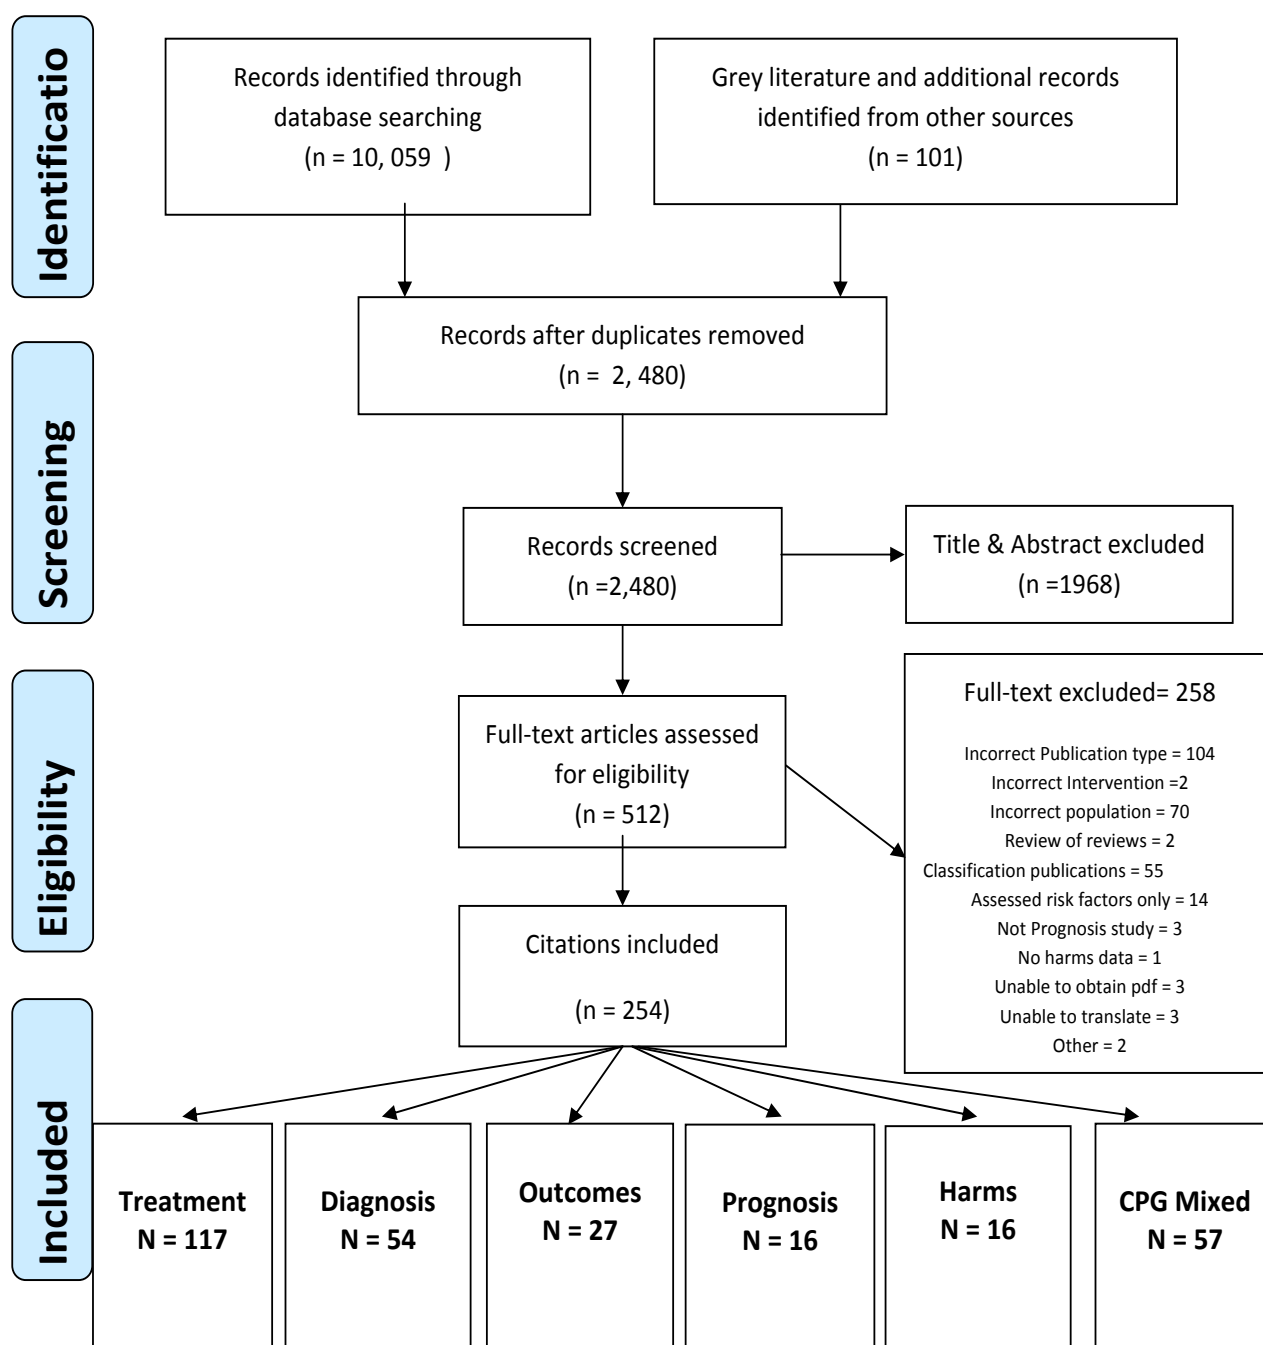 Identificatio
Records identified through
database searching
(n = 10, 059 )
Grey literature and additional records
identified from other sources
(n = 101)
Records after duplicates removed
(n = 2, 480)
Screening
Records screened
(n =2,480)
Title & Abstract excluded
(n =1968)
Eligibility
Full-text articles assessed
for eligibility
(n = 512)
Full-text excluded= 258
Incorrect Publication type = 104
Incorrect Intervention =2
Incorrect population = 70
Review of reviews = 2
Classification publications = 55
Assessed risk factors only = 14
Not Prognosis study = 3
No harms data = 1
Unable to obtain pdf = 3
Unable to translate = 3
Other = 2
Citations included
(n = 254)
Included
Treatment
N = 117
Diagnosis
N = 54
Outcomes
N = 27
Prognosis
N = 16
Harms
N = 16
CPG Mixed
N = 57